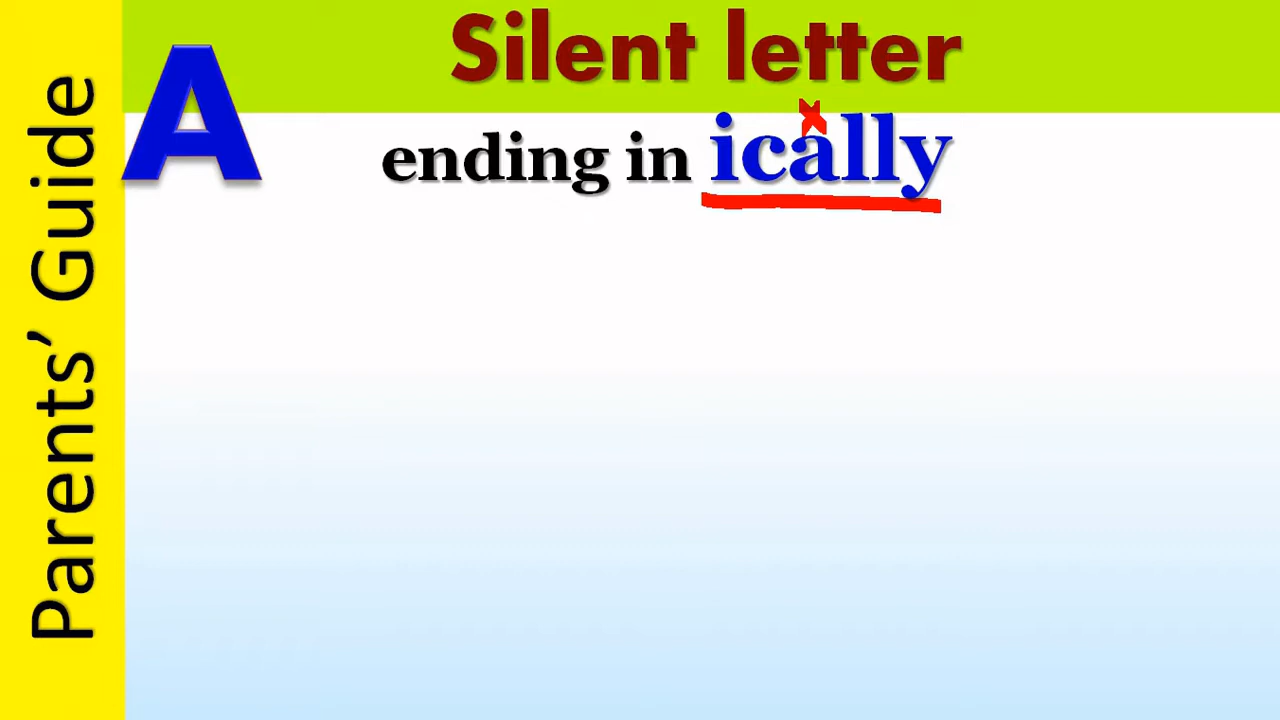 Parents' Guide
A
Silent letter
ending in ically
x